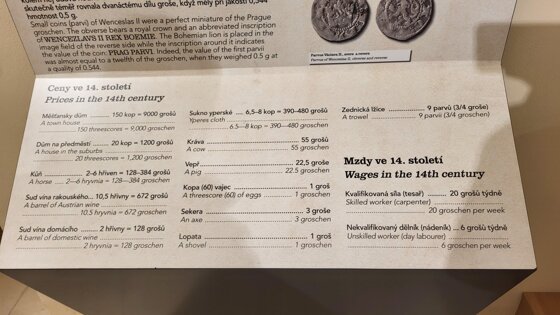 skutečně téměř rovnala dvanáctému dílu groše, když při jakosti 0,544
hmotnost 0,5 g.
Small coins (parvi) of Wenceslas II were a perfect miniature of the Prague
groschen. The obverse bears a royal crown and an abbreviated inscription
of WENCEZLAVS II REX BOEMIE. The Bohemian lion is placed in the
image field of the reverse side while the inscription around it indicates
the value of the coin: PRAG PARVI. Indeed, the value of the first parvi
was almost equal to a twelfth of the groschen, when they weighed 0.5 g at
a quality of 0.544.
Parvus Václava II., averz a reverz
Parvus of Wenceslas II, obverse and reverse
Ceny ve 14. století
Prices in the 14th century
Měšťanský dům ........ 150 kop = 9000 grošů
A town house
150 threescores = 9,000 groschen
Dům na předměstí ...... 20 kop = 1200 grošů
A house in the suburbs
20 threescores = 1,200 groschen
Kůň ................ 2–6 hřiven = 128–384 grošů
A horse ...... 2–6 hryvnia = 128–384 groschen
Sud vína rakouského... 10,5 hřivny = 672 grošů
A barrel of Austrian wine
10.5 hryvnia = 672 groschen
Sud vína domácího ........ 2 hřivny = 128 grošů
A barrel of domestic wine
2 hryvnia = 128 groschen
Sukno yperské ... 6,5–8 kop = 390–480 grošů
Yperes cloth
6.5–8 kop = 390–480 groschen
Kráva ........ 55 grošů
A cow ........ 55 groschen
Vepř ........ 22,5 groše
A pig ........ 22.5 groschen
Kopa (60) vajec ........ 1 groš
A threescore (60) of eggs ........ 1 groschen
Sekera ........ 3 groše
An axe ........ 3 groschen
Lopata ........ 1 groš
A shovel ........ 1 groschen
Zednická lžíce ........ 9 parvů (3/4 groše)
A trowel ........ 9 parvii (3/4 groschen)
Mzdy ve 14. století
Wages in the 14th century
Kvalifikovaná síla (tesař) ........ 20 grošů týdně
Skilled worker (carpenter)
20 groschen per week
Nekvalifikovaný dělník (nádeník) ... 6 grošů týdně
Unskilled worker (day labourer)
6 groschen per week